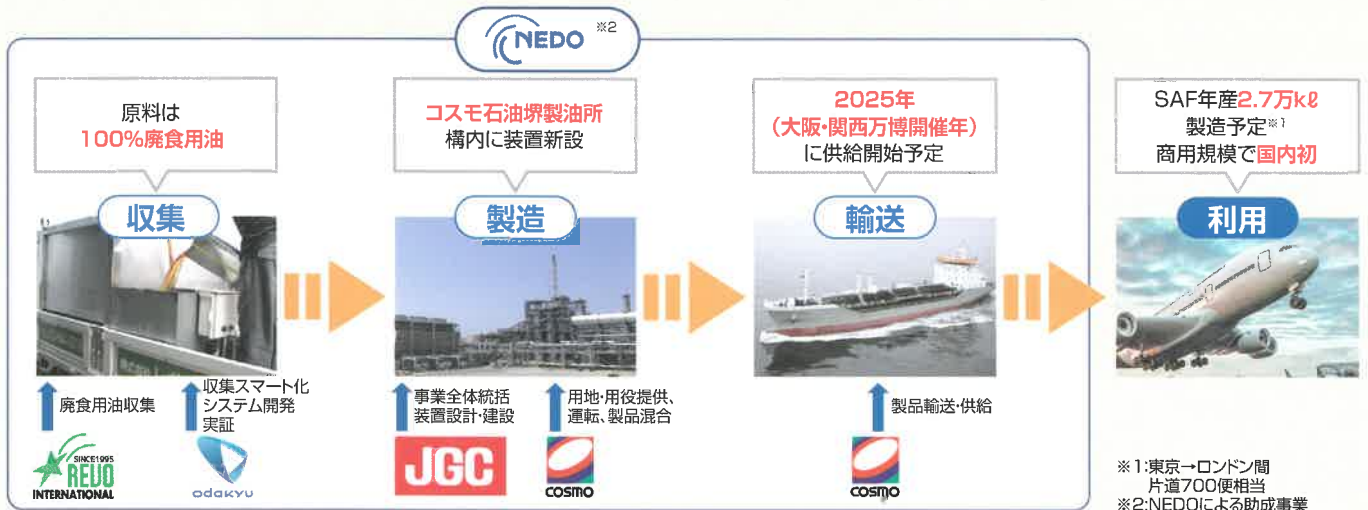 NEDO ※2
原料は
100%廃食用油
コスモ石油堺製油所
構内に装置新設
2025年
(大阪・関西万博開催年)
に供給開始予定
SAF年産2.7万kℓ
製造予定※1
商用規模で国内初
収集
製造
輸送
利用
廃食用油収集
収集スマート化
システム開発
実証
事業全体統括
装置設計・建設
用地・用役提供、
運転、製品混合
製品輸送・供給
SINCE1995
REVO
INTERNATIONAL
odakyu
JGC
COSMO
COSMO
※1:東京→ロンドン間
片道700便相当
※2:NEDOによる助成事業